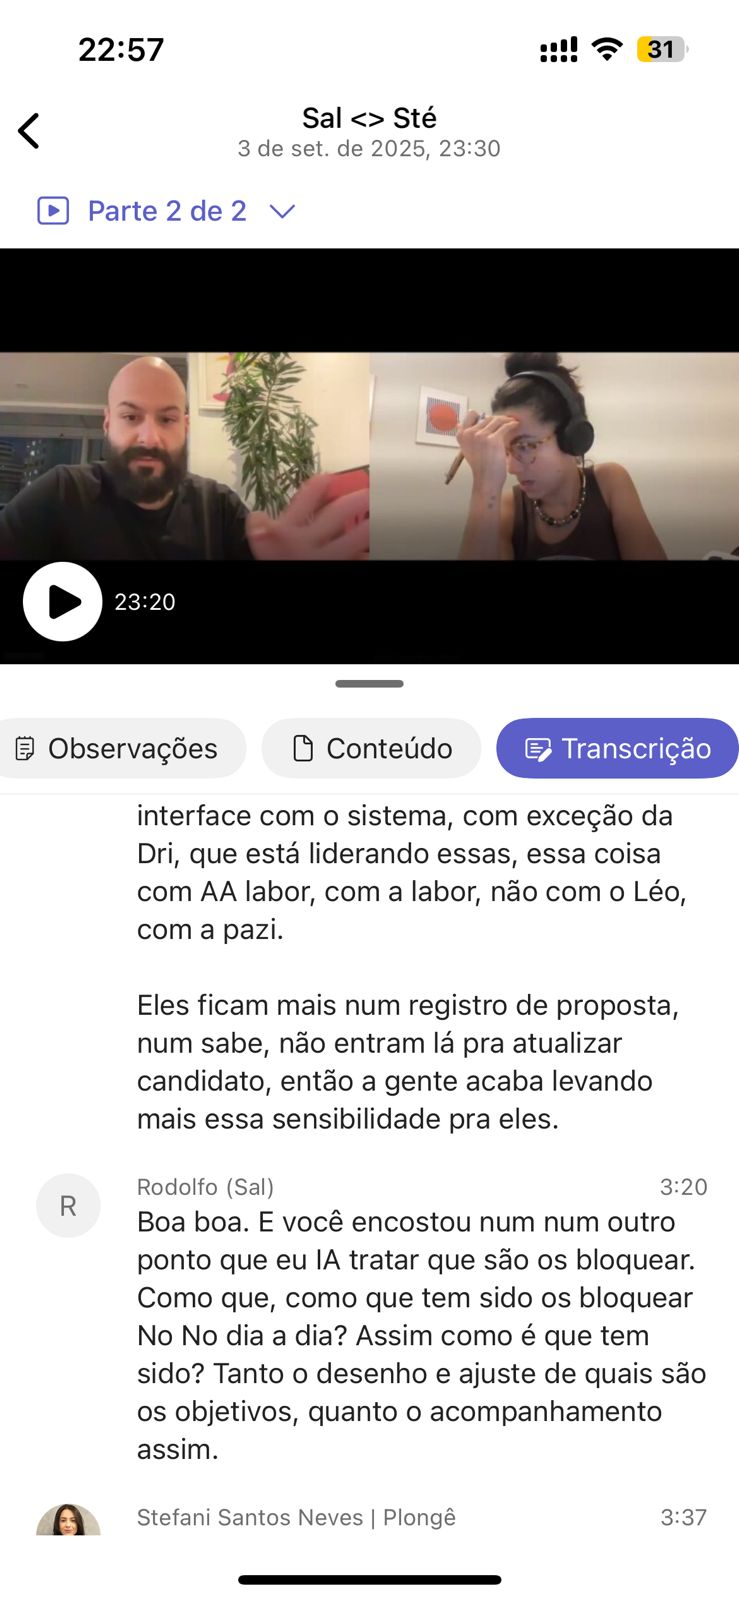 22:57
31
Sal <> Sté
3 de set. de 2025, 23:30
Parte 2 de 2
23:20
Observações
Conteúdo
Transcrição
interface com o sistema, com exceção da
Dri, que está liderando essas, essa coisa
com AA labor, com a labor, não com o Léo,
com a pazi.
Eles ficam mais num registro de proposta,
num sabe, não entram lá pra atualizar
candidato, então a gente acaba levando
mais essa sensibilidade pra eles.
R
Rodolfo (Sal)
3:20
Boa boa. E você encostou num num outro
ponto que eu IA tratar que são os bloquear.
Como que, como que tem sido os bloquear
No No dia a dia? Assim como é que tem
sido? Tanto o desenho e ajuste de quais são
os objetivos, quanto o acompanhamento
assim.
Stefani Santos Neves | Plongê
3:37